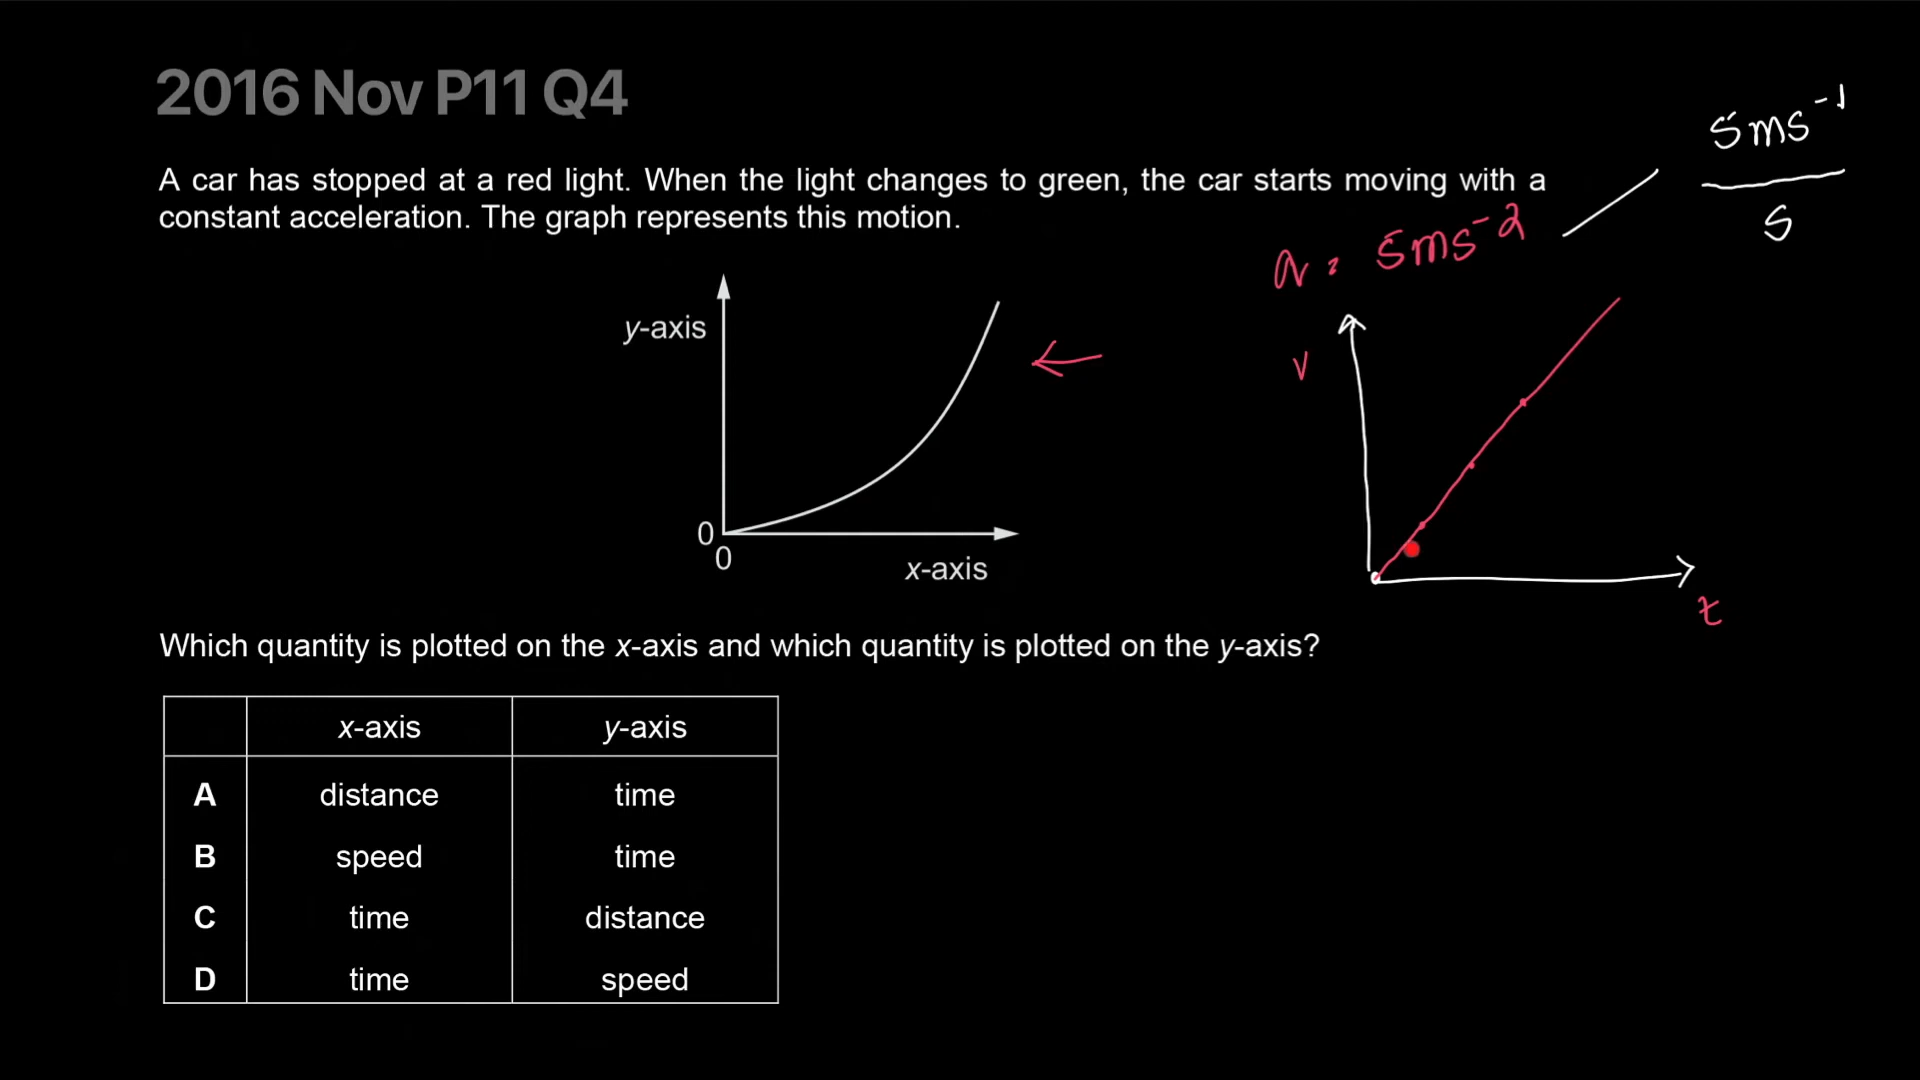 2016 Nov P11 Q4
A car has stopped at a red light. When the light changes to green, the car starts moving with a
constant acceleration. The graph represents this motion.
5ms⁻¹
s
a = 5ms⁻²
y-axis
0
0
x-axis
v
t
Which quantity is plotted on the x-axis and which quantity is plotted on the y-axis?
x-axis y-axis
A distance time
B speed time
C time distance
D time speed